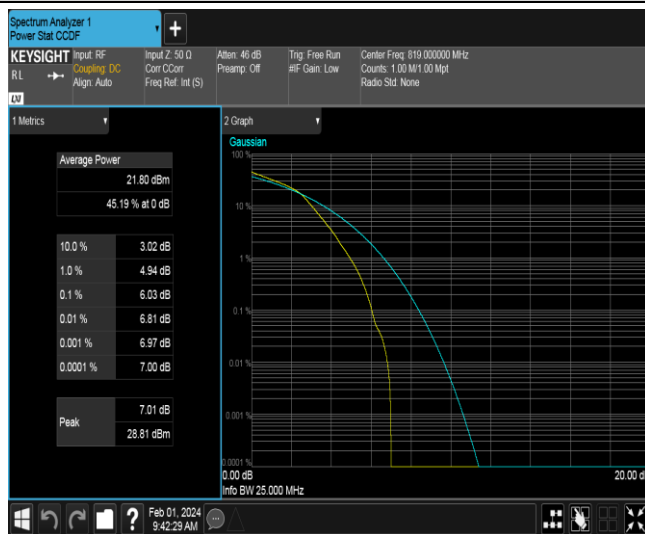 Spectrum Analyzer 1
Power Stat CCDF
+
KEYSIGHT
RL
LXI
Input: RF
Coupling: DC
Align: Auto
Input Z: 50 Ω
Corr CCorr
Freq Ref: Int (S)
Atten: 46 dB
Preamp: Off
Trig: Free Run
#IF Gain: Low
Center Freq: 819.000000 MHz
Counts: 1.00 M/1.00 Mpt
Radio Std: None
1 Metrics
Average Power
21.80 dBm
45.19 % at 0 dB
10.0 % 3.02 dB
1.0 % 4.94 dB
0.1 % 6.03 dB
0.01 % 6.81 dB
0.001 % 6.97 dB
0.0001 % 7.00 dB
Peak 7.01 dB
28.81 dBm
2 Graph
Gaussian
100 %
10 %
1 %
0.1 %
0.01 %
0.001 %
0.0001 %
0.00 dB 20.00 d
Info BW 25.000 MHz
?
Feb 01, 2024
9:42:29 AM